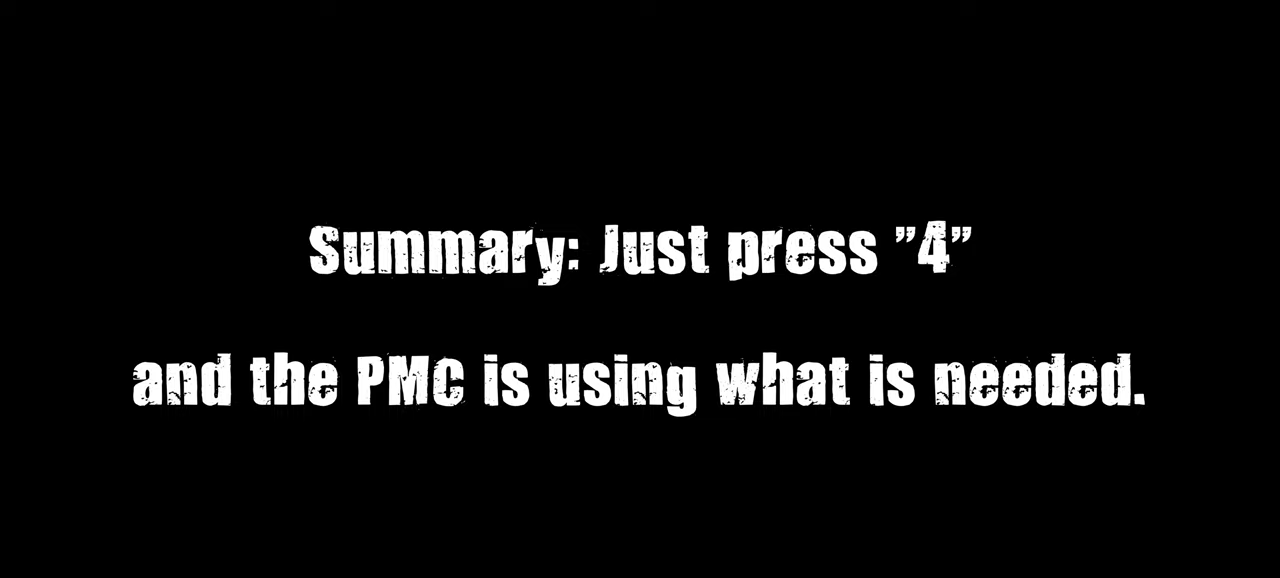 Summary: Just press ”4”
and the PMC is using what is needed.